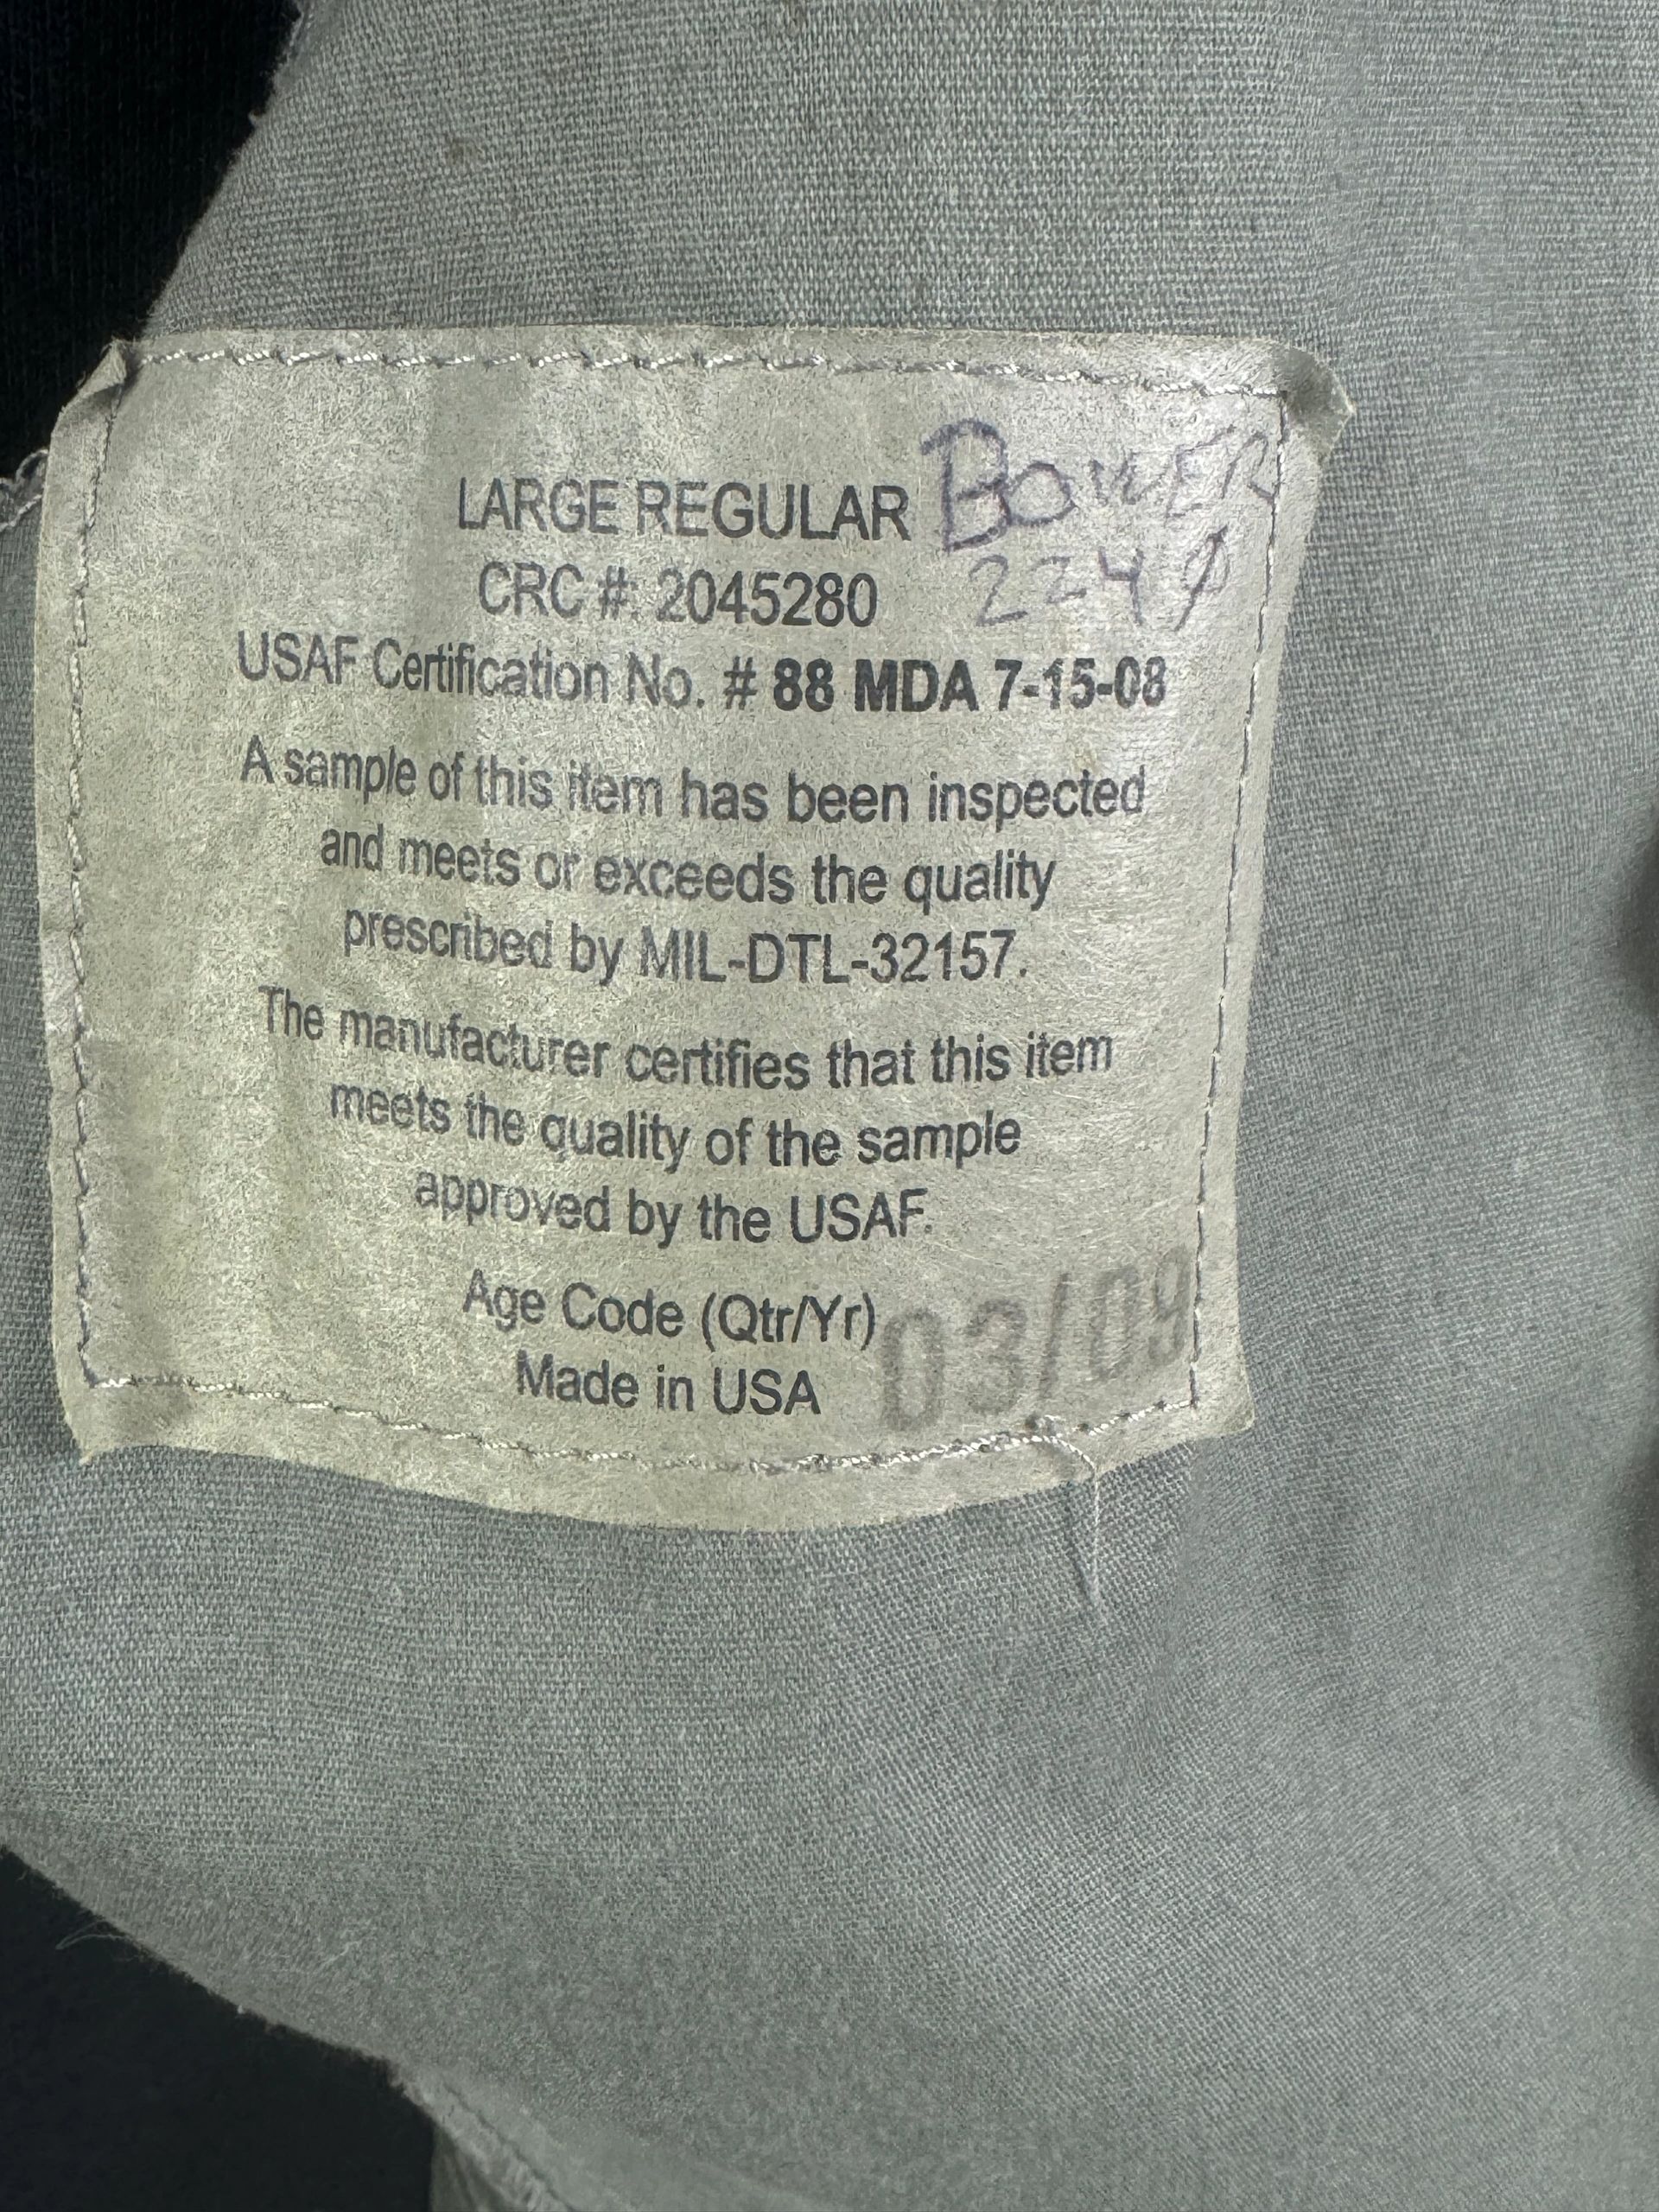 LARGE REGULAR BOWER
CRC #: 2045280 2240
USAF Certification No. # 88 MDA 7-15-08
A sample of this item has been inspected
and meets or exceeds the quality
prescribed by MIL-DTL-32157.
The manufacturer certifies that this item
meets the quality of the sample
approved by the USAF.
Age Code (Qtr/Yr) 03/09
Made in USA